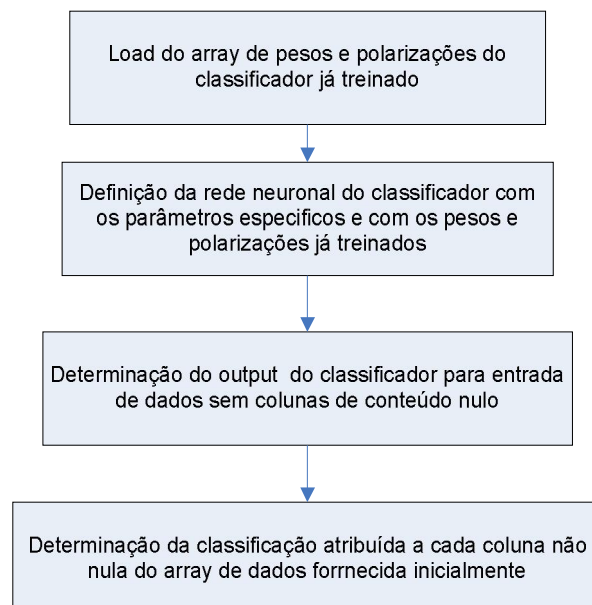 Load do array de pesos e polarizações do
classificador já treinado
Definição da rede neuronal do classificador com
os parâmetros especificos e com os pesos e
polarizações já treinados
Determinação do output do classificador para entrada
de dados sem colunas de conteúdo nulo
Determinação da classificação atribuída a cada coluna não
nula do array de dados forrnecida inicialmente